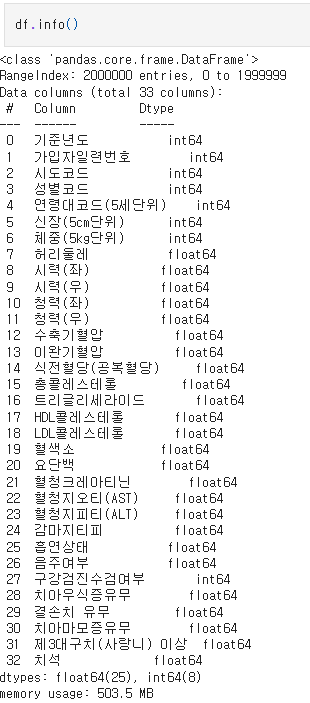 df.info()
<class 'pandas.core.frame.DataFrame'>
RangeIndex: 2000000 entries, 0 to 1999999
Data columns (total 33 columns):
 #   Column          Dtype
---  ------          -----
 0   기준년도            int64
 1   가입자일련번호         int64
 2   시도코드            int64
 3   성별코드            int64
 4   연령대코드(5세단위)     int64
 5   신장(5cm단위)       int64
 6   체중(5kg단위)       int64
 7   허리둘레            float64
 8   시력(좌)           float64
 9   시력(우)           float64
 10  청력(좌)           float64
 11  청력(우)           float64
 12  수축기혈압           float64
 13  이완기혈압           float64
 14  식전혈당(공복혈당)      float64
 15  총콜레스테롤          float64
 16  트리글리세라이드        float64
 17  HDL콜레스테롤        float64
 18  LDL콜레스테롤        float64
 19  혈색소             float64
 20  요단백             float64
 21  혈청크레아티닌         float64
 22  혈청지오티(AST)      float64
 23  혈청지피티(ALT)      float64
 24  감마지티피           float64
 25  흡연상태            float64
 26  음주여부            float64
 27  구강검진수검여부        int64
 28  치아우식증유무         float64
 29  결손치 유무          float64
 30  치아마모증유무         float64
 31  제3대구치(사랑니) 이상   float64
 32  치석              float64
dtypes: float64(25), int64(8)
memory usage: 503.5 MB